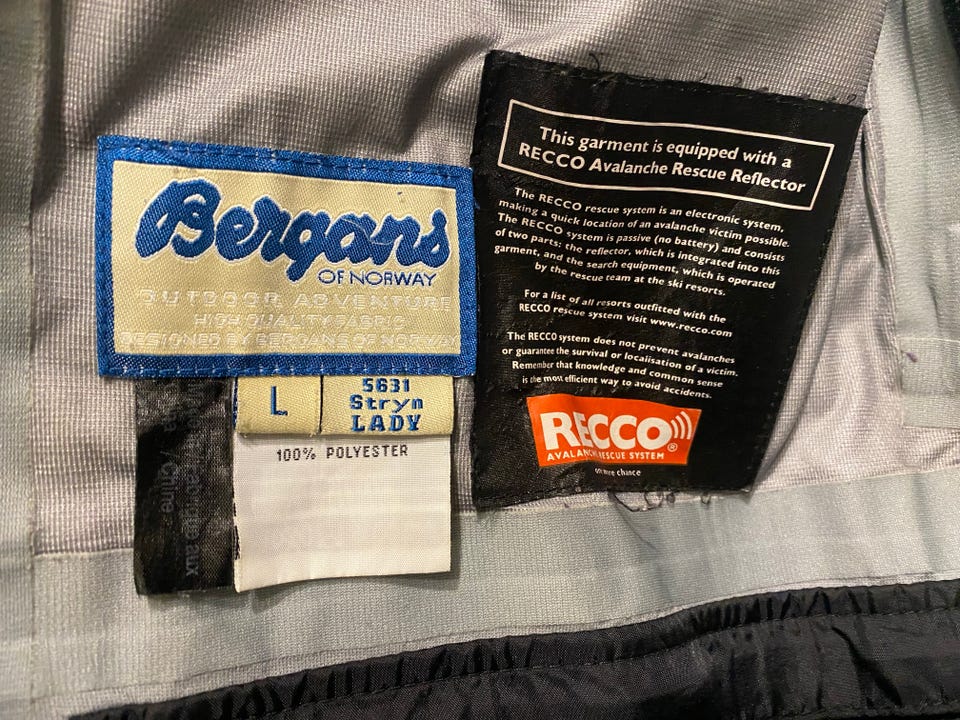 Bergans
OF NORWAY
OUTDOOR ADVENTURE
HIGH QUALITY FABRIC
DESIGNED BY BERGANS OF NORWAY
L
5631
Stryn
LADY
100% POLYESTER
/Chine
This garment is equipped with a
RECCO Avalanche Rescue Reflector
The RECCO rescue system is an electronic system,
making a quick location of an avalanche victim possible.
The RECCO system is passive (no battery) and consists
of two parts: the reflector, which is integrated into this
garment, and the search equipment, which is operated
by the rescue team at the ski resorts.
For a list of all resorts outfitted with the
RECCO rescue system visit www.recco.com
The RECCO system does not prevent avalanches
or guarantee the survival or localisation of a victim.
Remember that knowledge and common sense
is the most efficient way to avoid accidents.
RECCO®
AVALANCHE RESCUE SYSTEM
one more chance